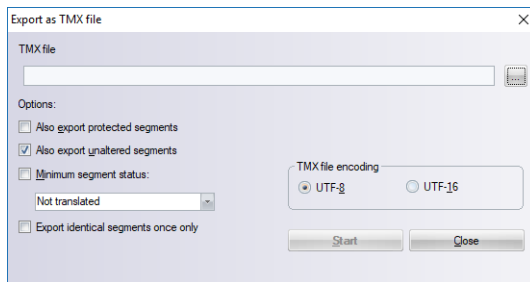 Export as TMX file
TMX file
...
Options:
Also export protected segments
Also export unaltered segments
Minimum segment status:
Not translated
Export identical segments once only
TMX file encoding
UTF-8
UTF-16
Start
Close